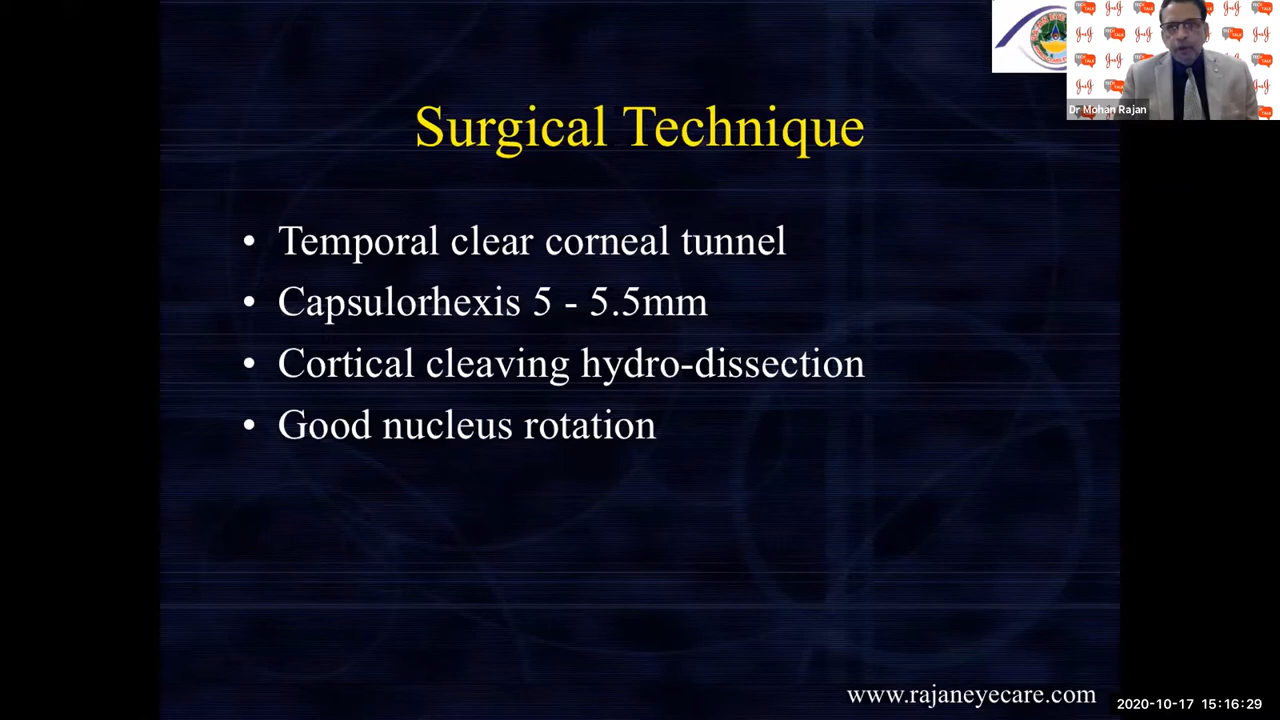 Surgical Technique
• Temporal clear corneal tunnel
• Capsulorhexis 5 - 5.5mm
• Cortical cleaving hydro-dissection
• Good nucleus rotation
www.rajaneyecare.com
Dr Mohan Rajan
2020-10-17 15:16:29